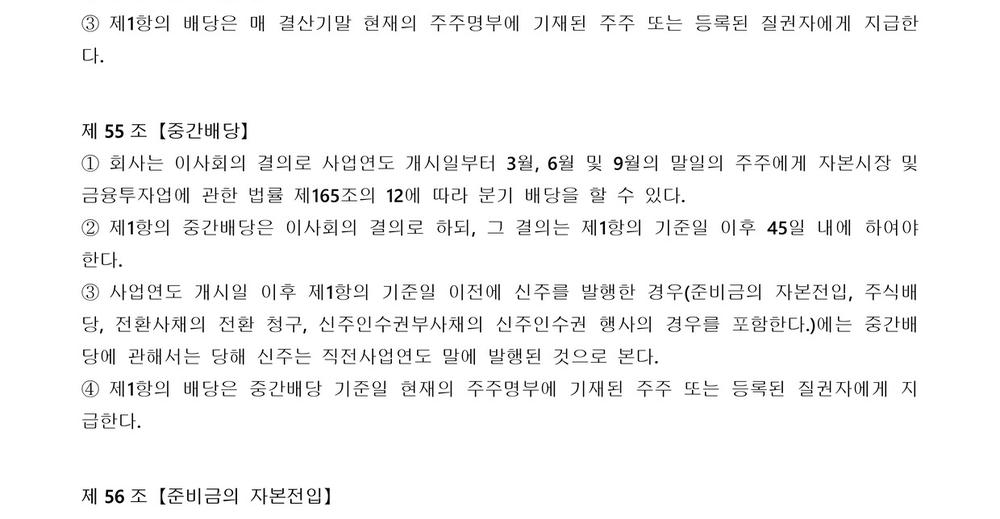 ③ 제1항의 배당은 매 결산기말 현재의 주주명부에 기재된 주주 또는 등록된 질권자에게 지급한
다.
제 55 조【중간배당】
① 회사는 이사회의 결의로 사업연도 개시일부터 3월, 6월 및 9월의 말일의 주주에게 자본시장 및
금융투자업에 관한 법률 제165조의 12에 따라 분기 배당을 할 수 있다.
② 제1항의 중간배당은 이사회의 결의로 하되, 그 결의는 제1항의 기준일 이후 45일 내에 하여야
한다.
③ 사업연도 개시일 이후 제1항의 기준일 이전에 신주를 발행한 경우(준비금의 자본전입, 주식배
당, 전환사채의 전환 청구, 신주인수권부사채의 신주인수권 행사의 경우를 포함한다.)에는 중간배
당에 관해서는 당해 신주는 직전사업연도 말에 발행된 것으로 본다.
④ 제1항의 배당은 중간배당 기준일 현재의 주주명부에 기재된 주주 또는 등록된 질권자에게 지
급한다.
제 56 조【준비금의 자본전입】